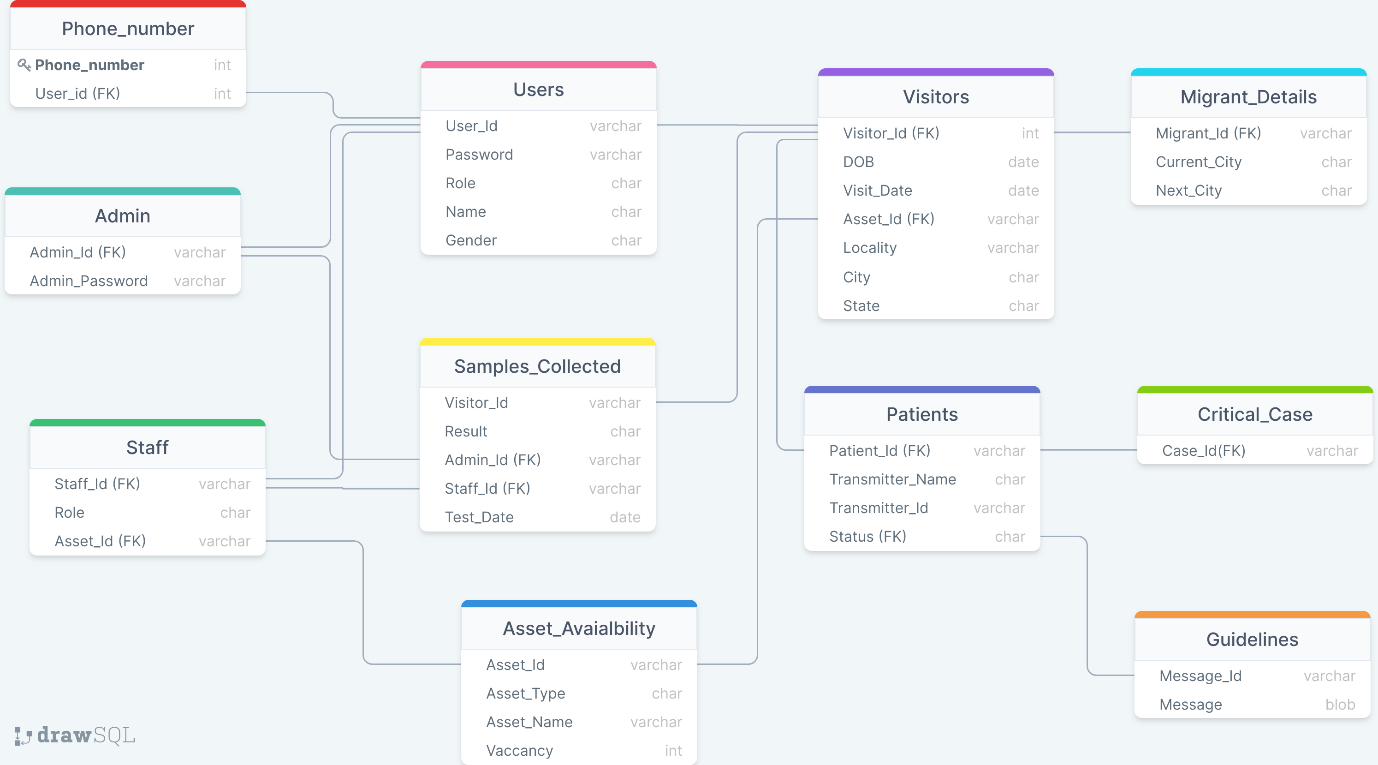 Phone_number
Phone_number int
User_id (FK) int
Users
User_Id varchar
Password varchar
Role char
Name char
Gender char
Visitors
Visitor_Id (FK) int
DOB date
Visit_Date date
Asset_Id (FK) varchar
Locality varchar
City char
State char
Migrant_Details
Migrant_Id (FK) varchar
Current_City char
Next_City char
Admin
Admin_Id (FK) varchar
Admin_Password varchar
Samples_Collected
Visitor_Id varchar
Result char
Admin_Id (FK) varchar
Staff_Id (FK) varchar
Test_Date date
Patients
Patient_Id (FK) varchar
Transmitter_Name char
Transmitter_Id varchar
Status (FK) char
Critical_Case
Case_Id(FK) varchar
Staff
Staff_Id (FK) varchar
Role char
Asset_Id (FK) varchar
Asset_Avaialbility
Asset_Id varchar
Asset_Type char
Asset_Name varchar
Vaccancy int
Guidelines
Message_Id varchar
Message blob
drawSQL